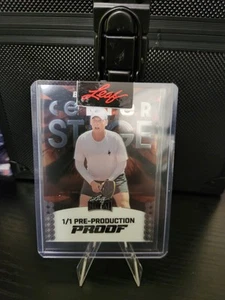 Leaf
CENTER
STAGE
1/1 PRE-PRODUCTION
PROOF